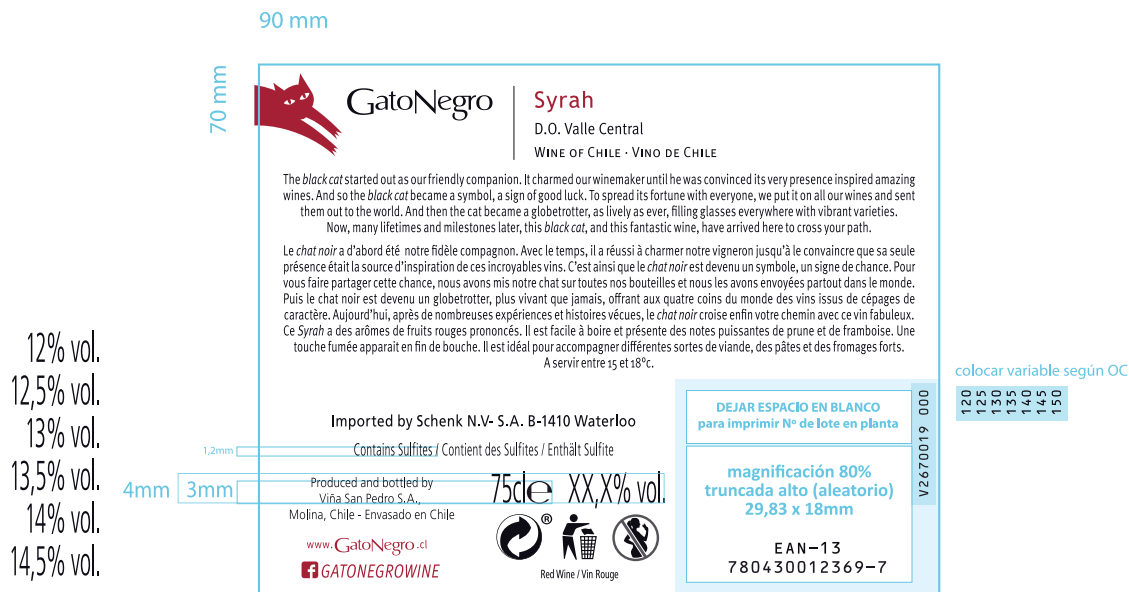 90 mm
70 mm
GatoNegro
Syrah
D.O. Valle Central
Wine of Chile · Vino de Chile
The black cat started out as our friendly companion. It charmed our winemaker until he was convinced its very presence inspired amazing
wines. And so the black cat became a symbol, a sign of good luck. To spread its fortune with everyone, we put it on all our wines and sent
them out to the world. And then the cat became a globetrotter, as lively as ever, filling glasses everywhere with vibrant varieties.
Now, many lifetimes and milestones later, this black cat, and this fantastic wine, have arrived here to cross your path.
Le chat noir a d'abord été notre fidèle compagnon. Avec le temps, il a réussi à charmer notre vigneron jusqu'à le convaincre que sa seule
présence était la source d'inspiration de ces incroyables vins. C'est ainsi que le chat noir est devenu un symbole, un signe de chance. Pour
vous faire partager cette chance, nous avons mis notre chat sur toutes nos bouteilles et nous les avons envoyées partout dans le monde.
Puis le chat noir est devenu un globetrotter, plus vivant que jamais, offrant aux quatre coins du monde des vins issus de cépages de
caractère. Aujourd'hui, après de nombreuses expériences et histoires vécues, le chat noir croise enfin votre chemin avec ce vin fabuleux.
Ce Syrah a des arômes de fruits rouges prononcés. Il est facile à boire et présente des notes puissantes de prune et de framboise. Une
touche fumée apparait en fin de bouche. Il est idéal pour accompagner différentes sortes de viande, des pâtes et des fromages forts.
A servir entre 15 et 18°c.
12% vol.
12,5% vol.
13% vol.
13,5% vol.
14% vol.
14,5% vol.
Imported by Schenk N.V- S.A. B-1410 Waterloo
1,2mm
Contains Sulfites / Contient des Sulfites / Enthält Sulfite
4mm
3mm
Produced and bottled by
Viña San Pedro S.A.,
Molina, Chile - Envasado en Chile
75cl e XX,X% vol.
www.GatoNegro.cl
f GATONEGROWINE
®
Red Wine / Vin Rouge
DEJAR ESPACIO EN BLANCO
para imprimir Nº de lote en planta
magnificación 80%
truncada alto (aleatorio)
29,83 x 18mm
EAN-13
780430012369-7
V2670019 000
colocar variable según OC
120
125
130
135
140
145
150